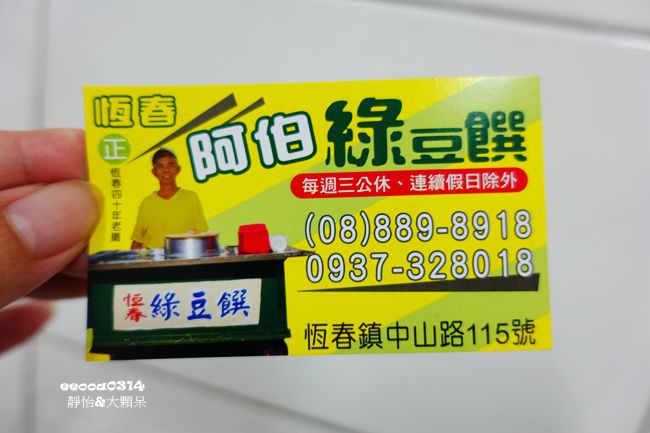 恆春
正
恆春四十年老攤
阿伯綠豆饌
每週三公休、連續假日除外
(08)889-8918
0937-328018
恆春綠豆饌
恆春鎮中山路115號
eecca0314
靜怡&大顆呆